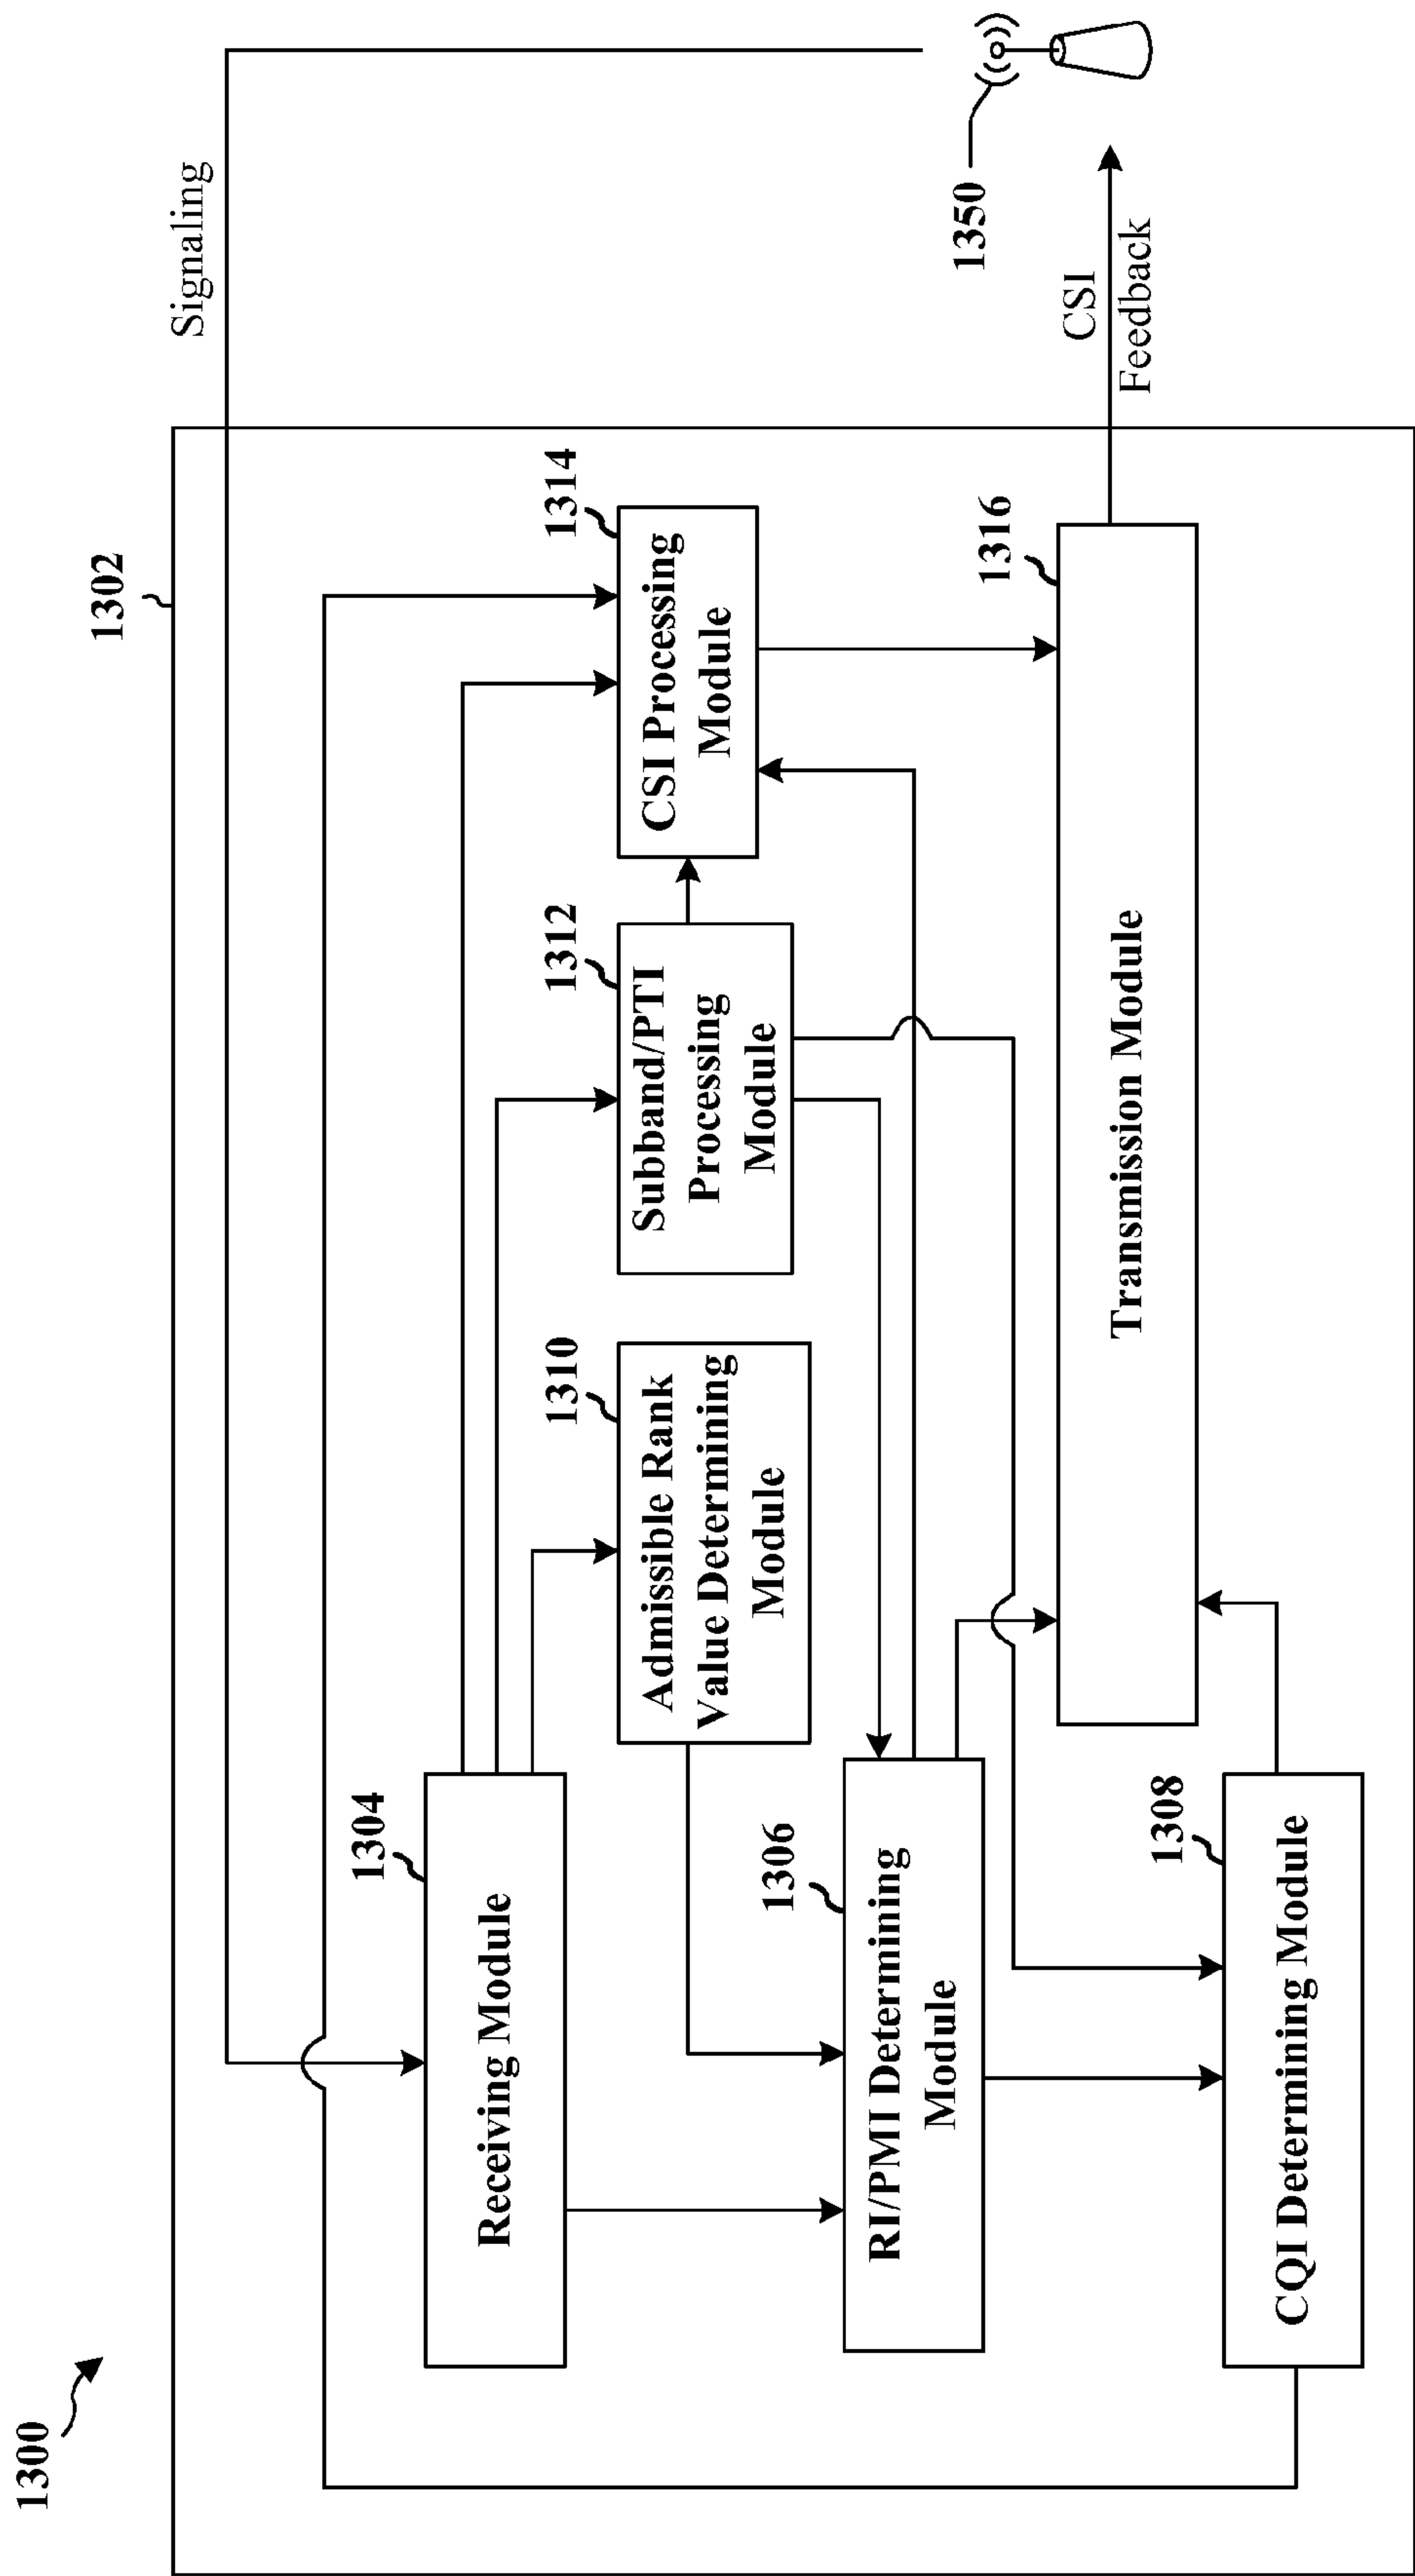 1300
1302
Signaling
1304
Receiving Module
1310
Admissible Rank
Value Determining
Module
1312
Subband/PTI
Processing
Module
1314
CSI Processing
Module
1306
RI/PMI Determining
Module
1316
Transmission Module
1308
CQI Determining Module
CSI
Feedback
1350